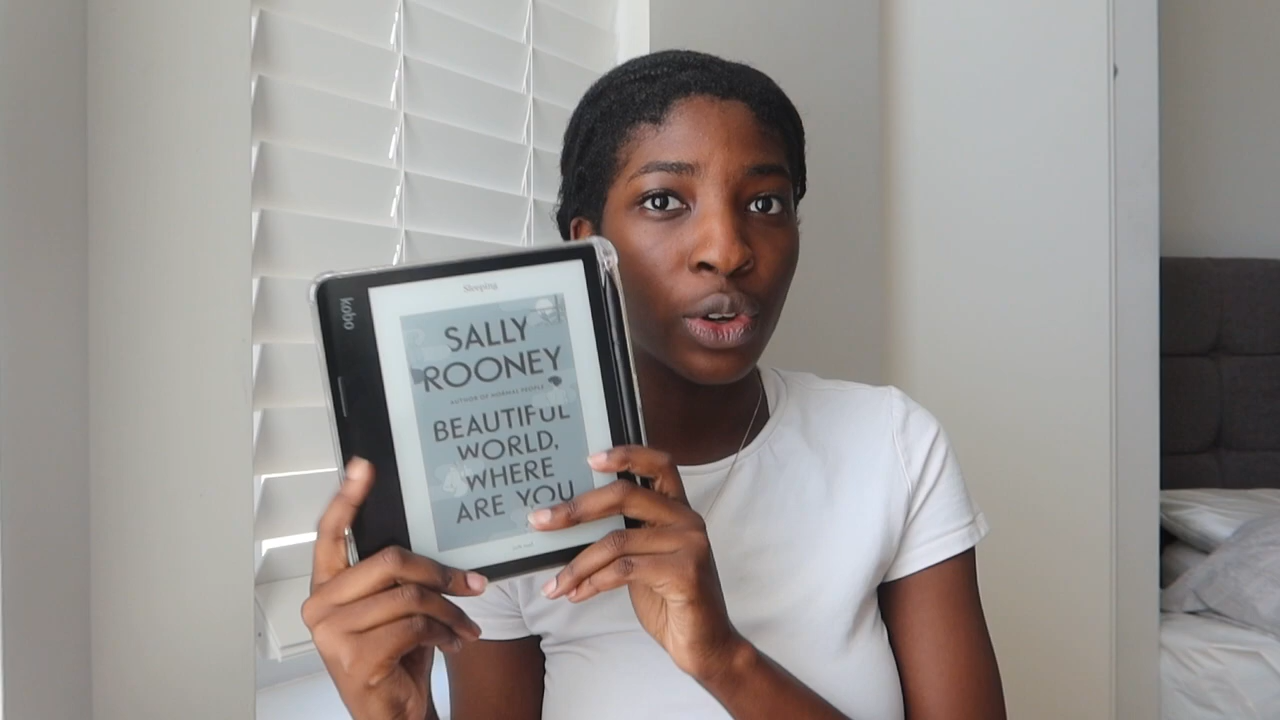 kobo
Sleeping
SALLY
ROONEY
AUTHOR OF NORMAL PEOPLE
BEAUTIFUL
WORLD,
WHERE
ARE YOU